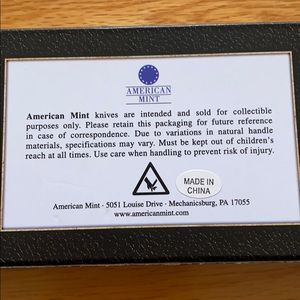 AMERICAN
MINT
American Mint knives are intended and sold for collectible
purposes only. Please retain this packaging for future reference
in case of correspondence. Due to variations in natural handle
materials, specifications may vary. Must be kept out of children's
reach at all times. Use care when handling to prevent risk of injury.
MADE IN
CHINA
American Mint · 5051 Louise Drive · Mechanicsburg, PA 17055
www.americanmint.com